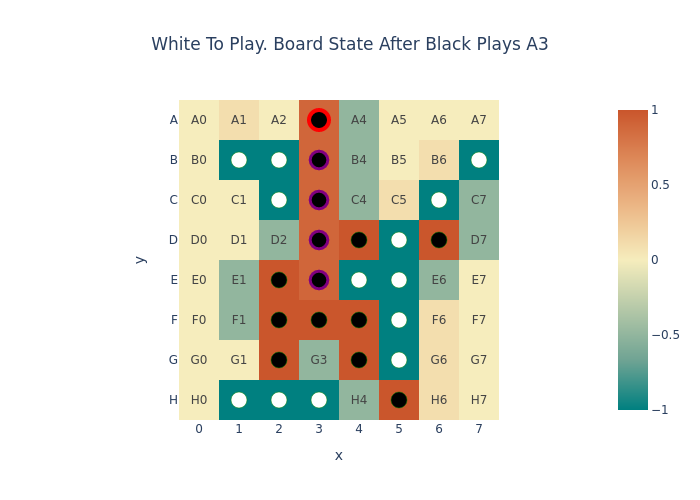 White To Play. Board State After Black Plays A3
A A0 A1 A2 A4 A5 A6 A7
B B0 B4 B5 B6
C C0 C1 C4 C5 C7
D D0 D1 D2 D7
E E0 E1 E6 E7
F F0 F1 F6 F7
G G0 G1 G3 G6 G7
H H0 H4 H6 H7
0 1 2 3 4 5 6 7
x
y
1
0.5
0
−0.5
−1